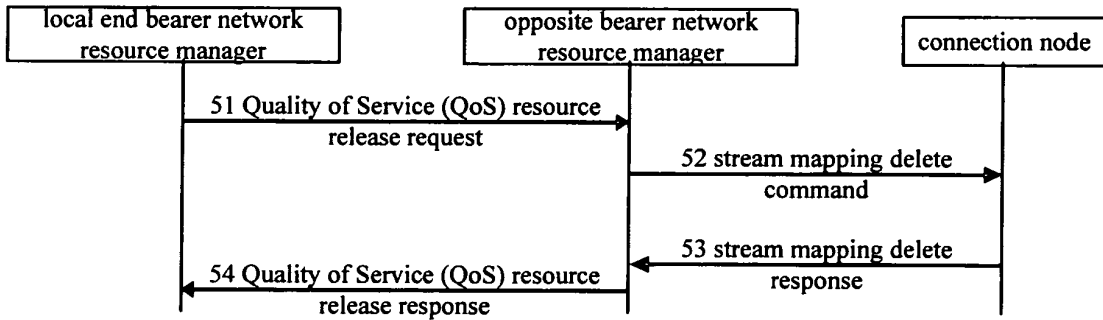 local end bearer network
resource manager
opposite bearer network
resource manager
connection node
51 Quality of Service (QoS) resource
release request
52 stream mapping delete
command
53 stream mapping delete
response
54 Quality of Service (QoS) resource
release response